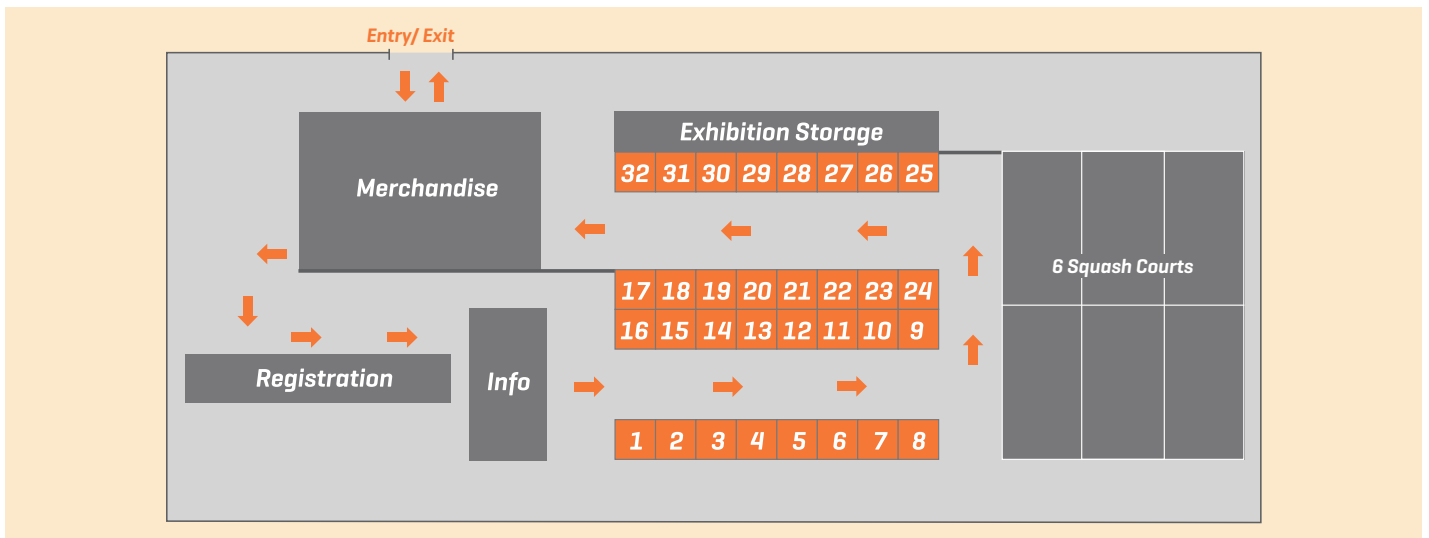 Entry/ Exit
Exhibition Storage
Merchandise
32 31 30 29 28 27 26 25
6 Squash Courts
17 18 19 20 21 22 23 24
16 15 14 13 12 11 10 9
Registration
Info
1 2 3 4 5 6 7 8